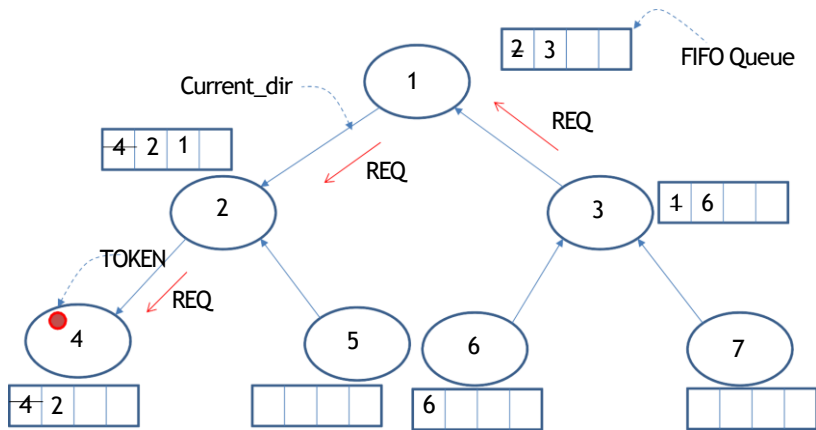 2 3
FIFO Queue
1
Current_dir
REQ
4 2 1
REQ
2
3
1 6
TOKEN
REQ
4
5
6
7
4 2
6